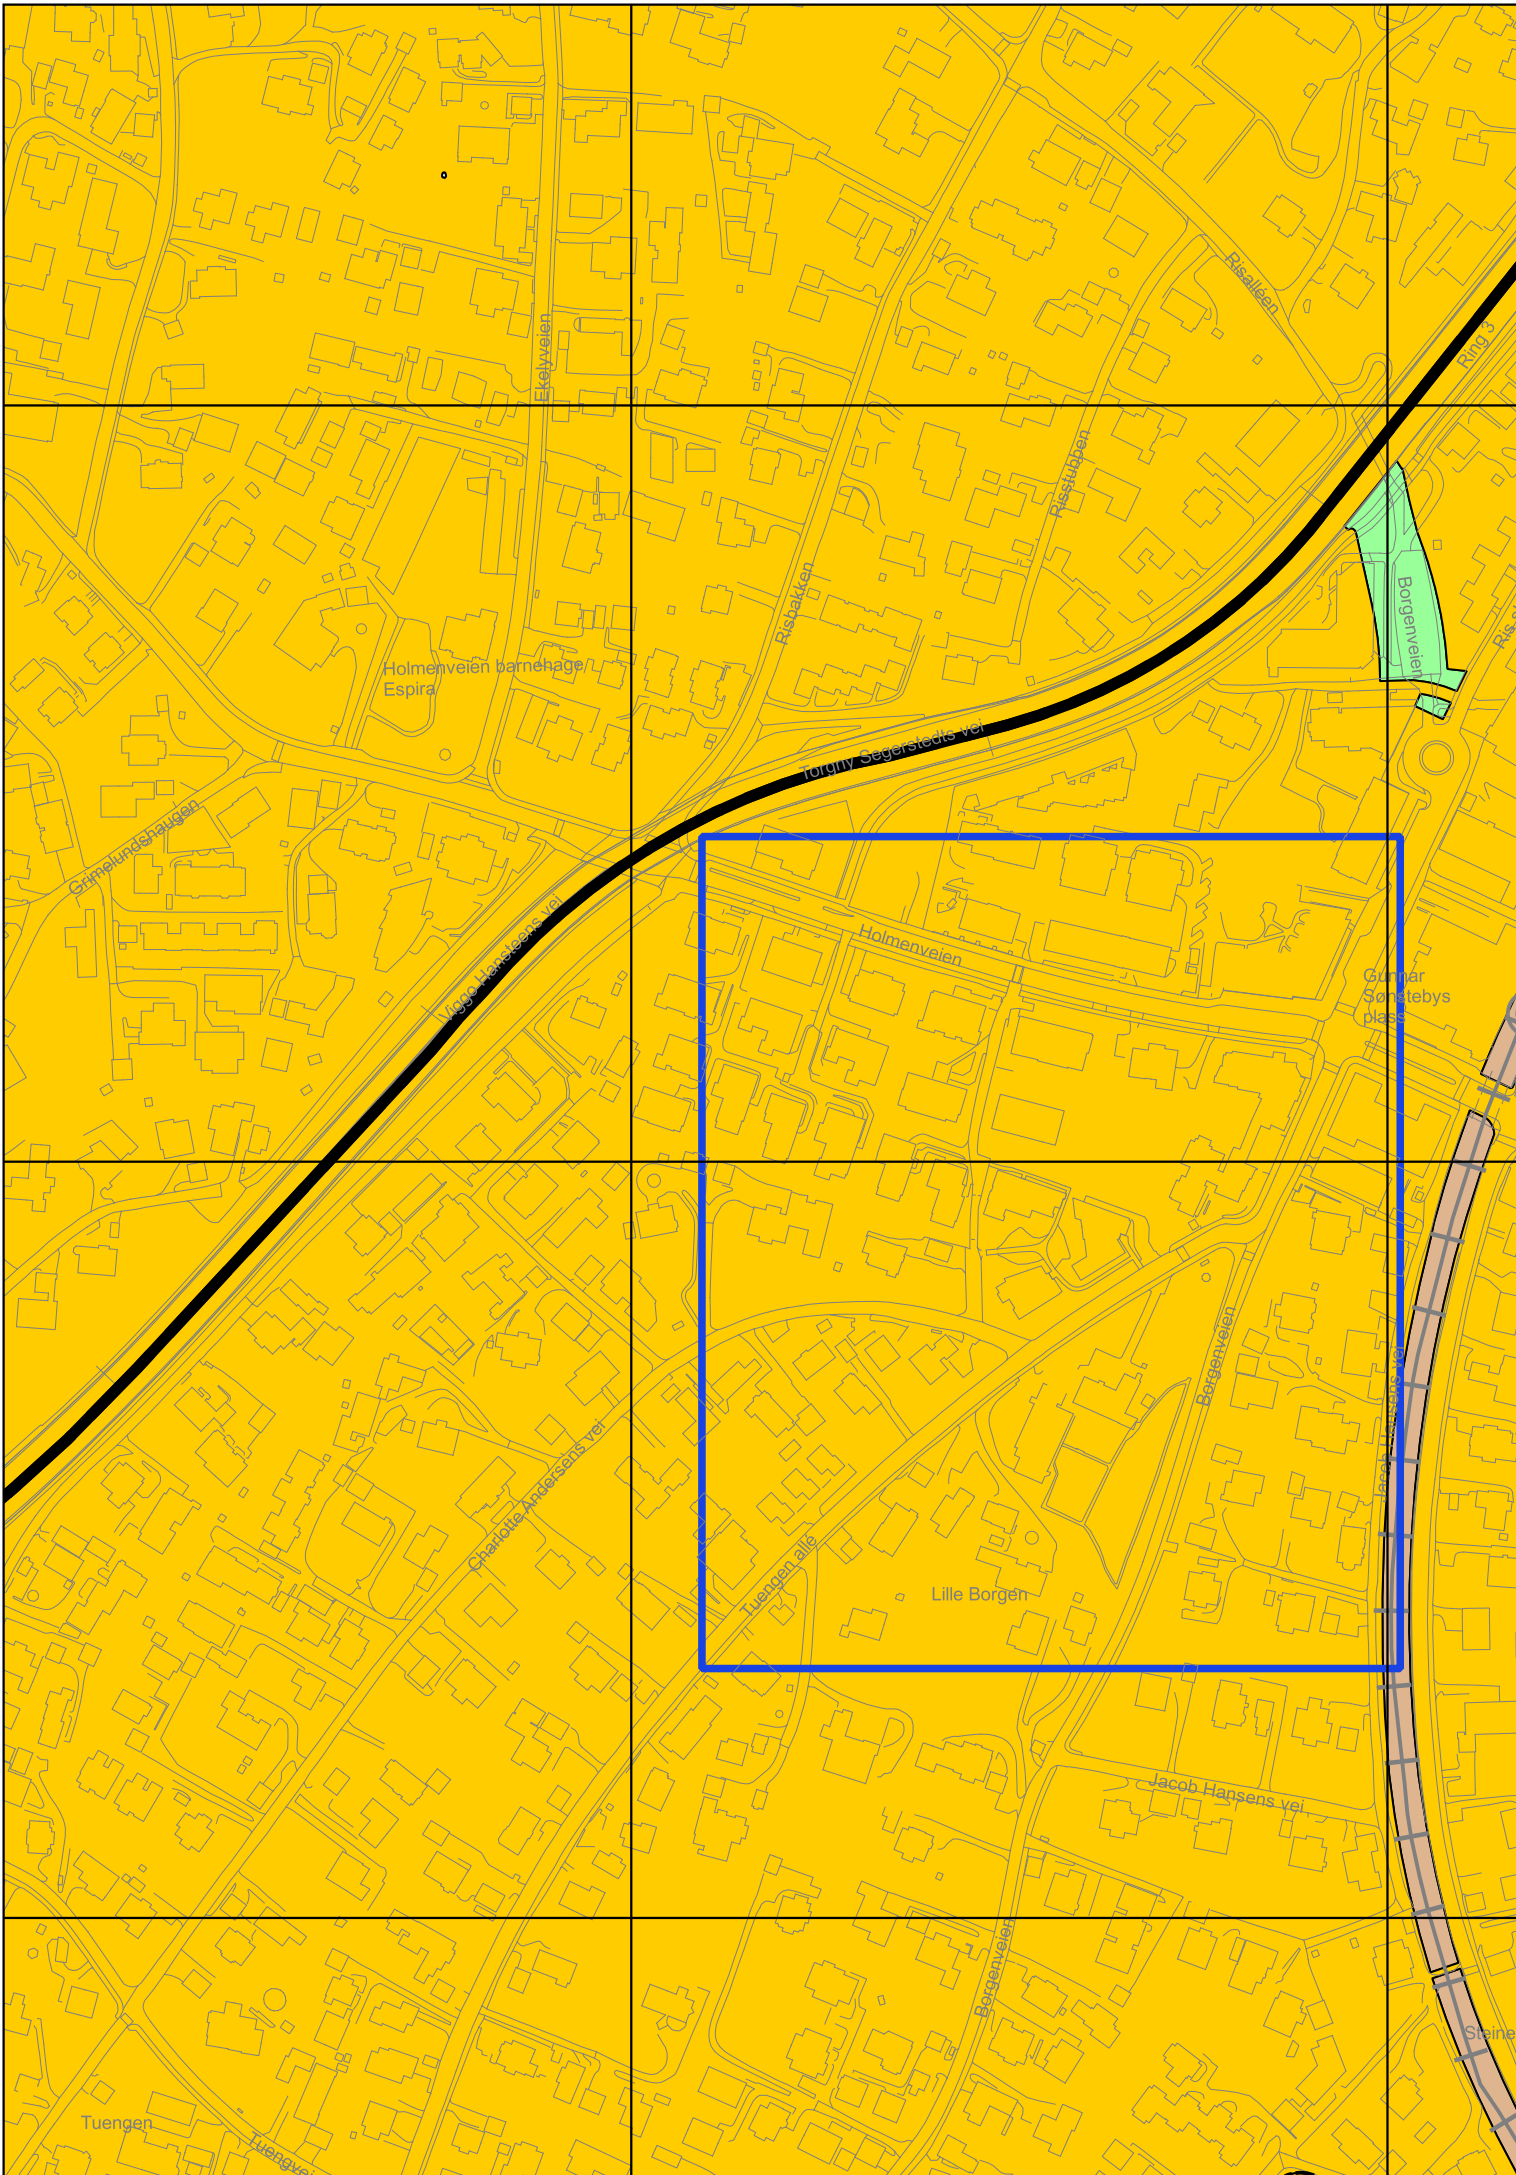 Risalléen
Ring 3
Ekelyveien
Risstubben
Risbakken
Borgenveien
Holmenveien barnehage
Espira
Torgny Segerstedts vei
Grimelundshaugen
Viggo Hansteens vei
Holmenveien
Gunnar
Sønstebys
plass
Borgenveien
Jacob Hansens vei
Charlotte Andersens vei
Tuengen allé
Lille Borgen
Jacob Hansens vei
Borgenveien
Tuengen